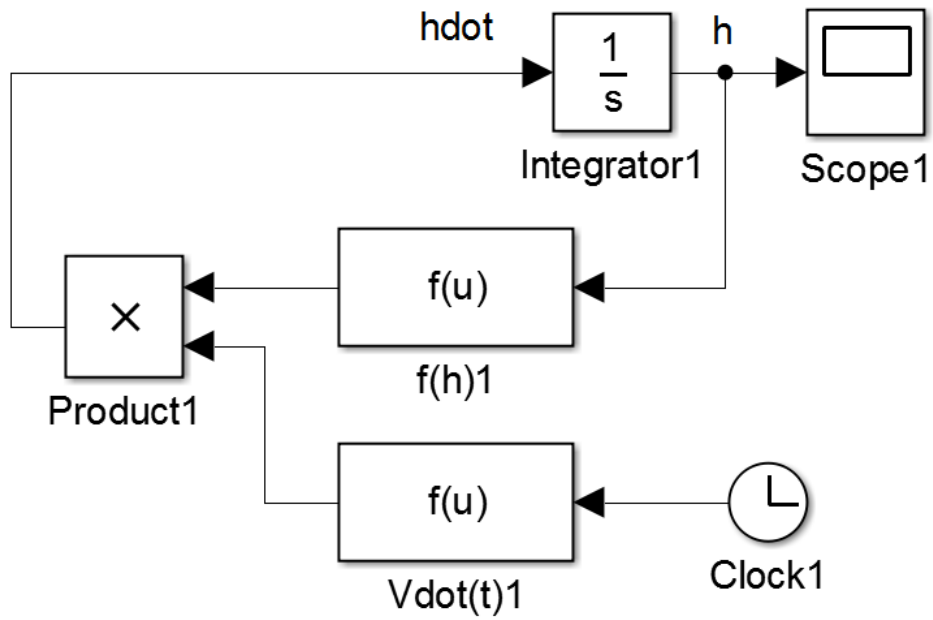 hdot
h
1
s
Integrator1
Scope1
f(u)
×
f(h)1
Product1
f(u)
Vdot(t)1
Clock1